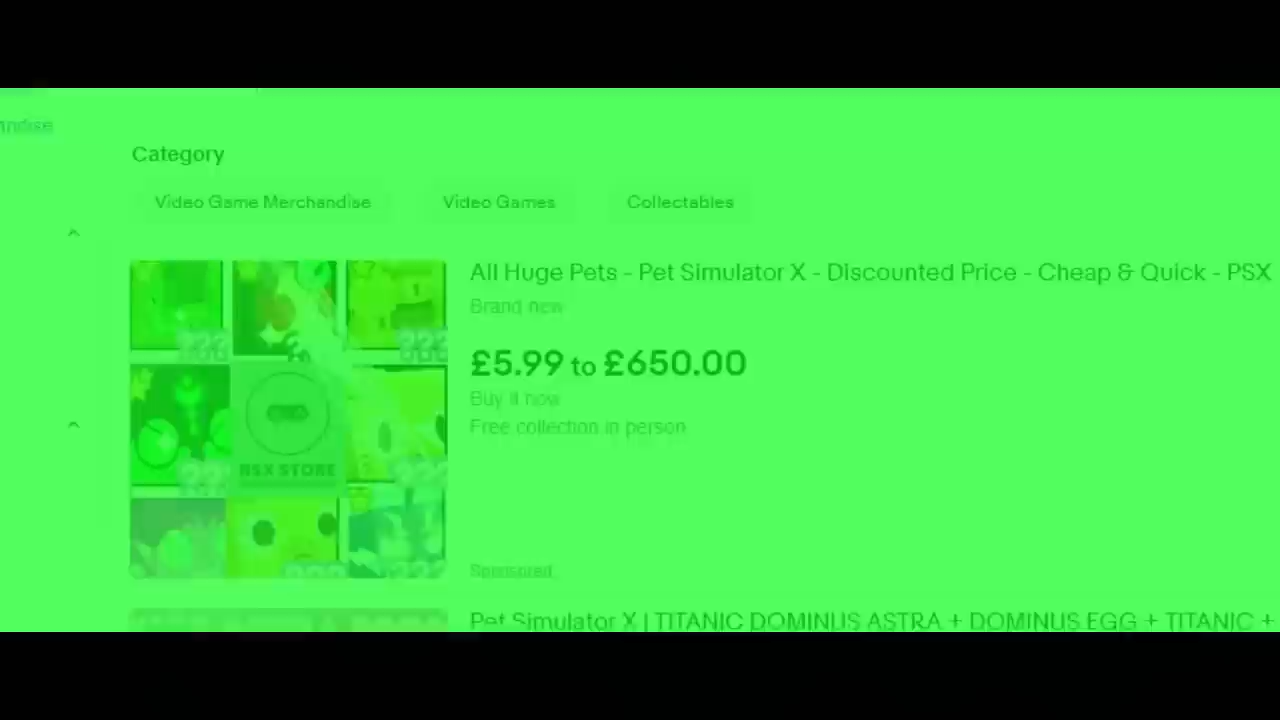 andise
Category
Video Game Merchandise
Video Games
Collectables
All Huge Pets - Pet Simulator X - Discounted Price - Cheap & Quick - PSX
Brand new
£5.99 to £650.00
Buy it now
Free collection in person
PSX STORE
Sponsored
Pet Simulator X | TITANIC DOMINUS ASTRA + DOMINUS EGG + TITANIC +